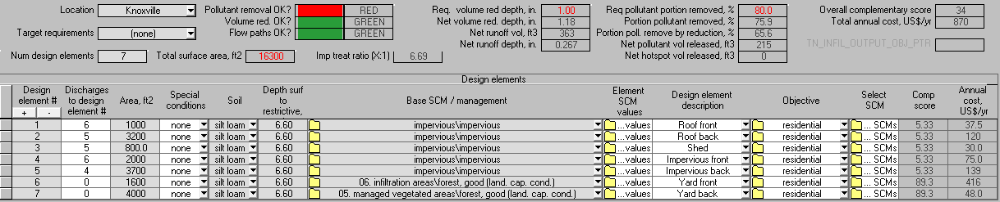 Location Knoxville Pollutant removal OK? RED Req. volume red depth, in. 1.00 Req pollutant portion removed, % 80.0 Overall complementary score 34
Volume red. OK? GREEN Net volume red depth, in. 1.18 Portion pollutant removed, % 75.9 Total annual cost, US$/yr 870
Target requirements (none) Flow paths OK? GREEN Net runoff vol, ft3 363 Portion poll. remove by reduction, % 65.6
Net runoff depth, in. 0.267 Net pollutant vol released, ft3 215 TN_INFIL_OUTPUT_OBJ_PTR
Num design elements 7 Total surface area, ft2 16300 Imp treat ratio (X:1) 6.69 Net hotspot vol released, ft3 0
Design elements
Design element # + - Discharges to design element # Area, ft2 Special conditions Soil Depth surf to restrictive, Base SCM / management Element SCM values Design element description Objective Select SCM Comp score Annual cost, US$/yr
1 6 1000 none silt loam 6.60 impervious\impervious ...values Roof front residential ... SCMs 5.33 37.5
2 5 3200 none silt loam 6.60 impervious\impervious ...values Roof back residential ... SCMs 5.33 120
3 5 800.0 none silt loam 6.60 impervious\impervious ...values Shed residential ... SCMs 5.33 30.0
4 6 2000 none silt loam 6.60 impervious\impervious ...values Impervious front residential ... SCMs 5.33 75.0
5 4 3700 none silt loam 6.60 impervious\impervious ...values Impervious back residential ... SCMs 5.33 139
6 0 1600 none silt loam 6.60 06. infiltration areas\forest, good (land. cap. cond.) ...values Yard front residential ... SCMs 89.3 416
7 0 4000 none silt loam 6.60 05. managed vegetated areas\forest, good (land. cap. cond.) ...values Yard back residential ... SCMs 89.3 48.0